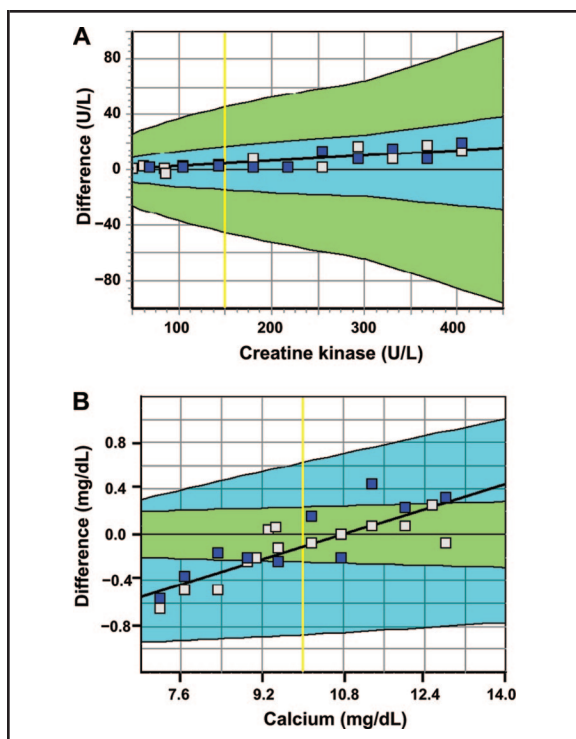 A
80
40
0
−40
−80
Difference (U/L)
100 200 300 400
Creatine kinase (U/L)
B
0.8
0.4
0.0
−0.4
−0.8
Difference (mg/dL)
7.6 9.2 10.8 12.4 14.0
Calcium (mg/dL)